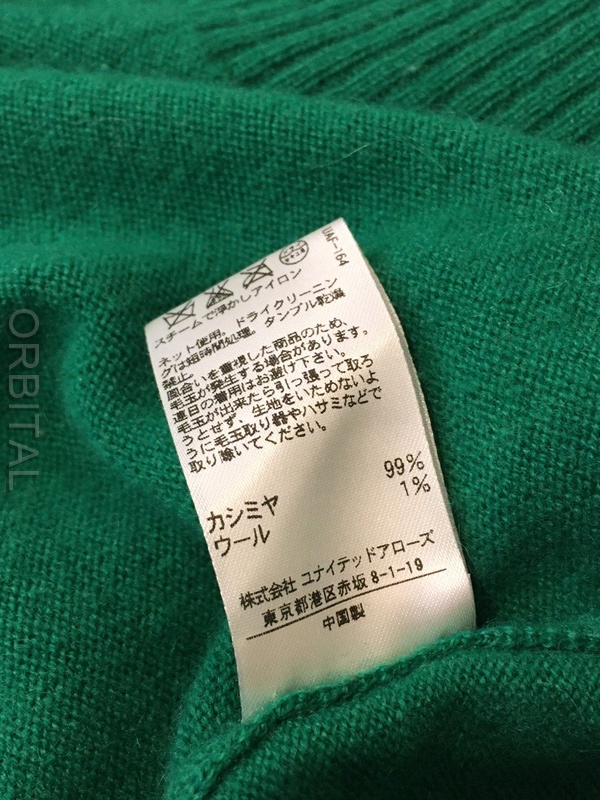 UAF-164
スチームで浮かしアイロン
ネット使用。ドライクリーニン
グは短時間処理。タンブル乾燥
禁止。
風合いを重視した商品のため、
毛玉が発生する場合があります。
連日の着用はお避け下さい。
毛玉が出来たら引っ張って取ろ
うとせず、生地をいためないよ
うに毛玉取り器やハサミなどで
取り除いてください。
カシミヤ 99%
ウール 1%
株式会社 ユナイテッドアローズ
東京都港区赤坂 8-1-19
中国製
ORBITAL